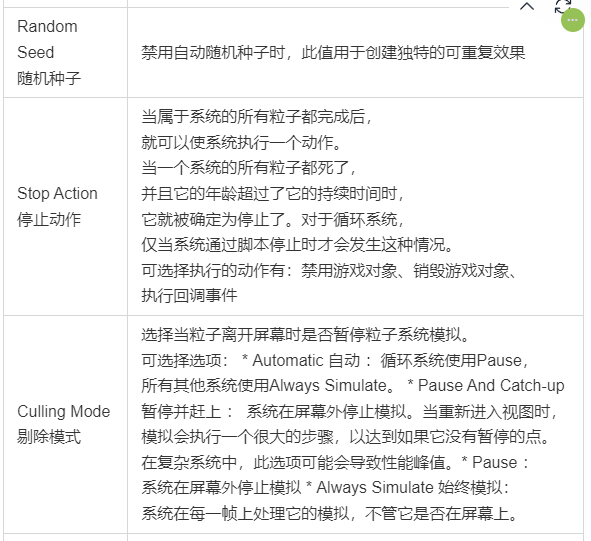 Random
Seed
随机种子
禁用自动随机种子时，此值用于创建独特的可重复效果
Stop Action
停止动作
当属于系统的所有粒子都完成后，
就可以使系统执行一个动作。
当一个系统的所有粒子都死了，
并且它的年龄超过了它的持续时间时，
它就被确定为停止了。对于循环系统，
仅当系统通过脚本停止时才会发生这种情况。
可选择执行的动作有：禁用游戏对象、销毁游戏对象、
执行回调事件
Culling Mode
剔除模式
选择当粒子离开屏幕时是否暂停粒子系统模拟。
可选择选项： * Automatic 自动 ：循环系统使用Pause，
所有其他系统使用Always Simulate。 * Pause And Catch-up
暂停并赶上 ： 系统在屏幕外停止模拟。当重新进入视图时，
模拟会执行一个很大的步骤，以达到如果它没有暂停的点。
在复杂系统中，此选项可能会导致性能峰值。* Pause ：
系统在屏幕外停止模拟 * Always Simulate 始终模拟：
系统在每一帧上处理它的模拟，不管它是否在屏幕上。